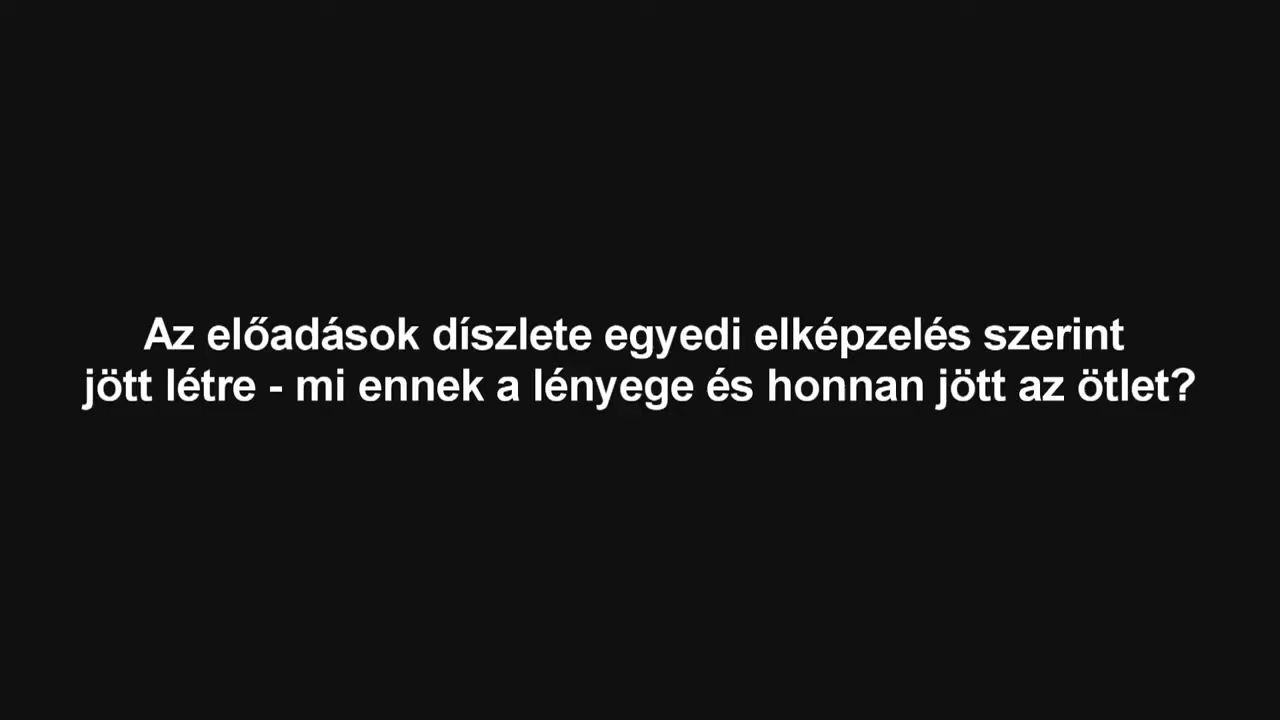 Az előadások díszlete egyedi elképzelés szerint
jött létre - mi ennek a lényege és honnan jött az ötlet?